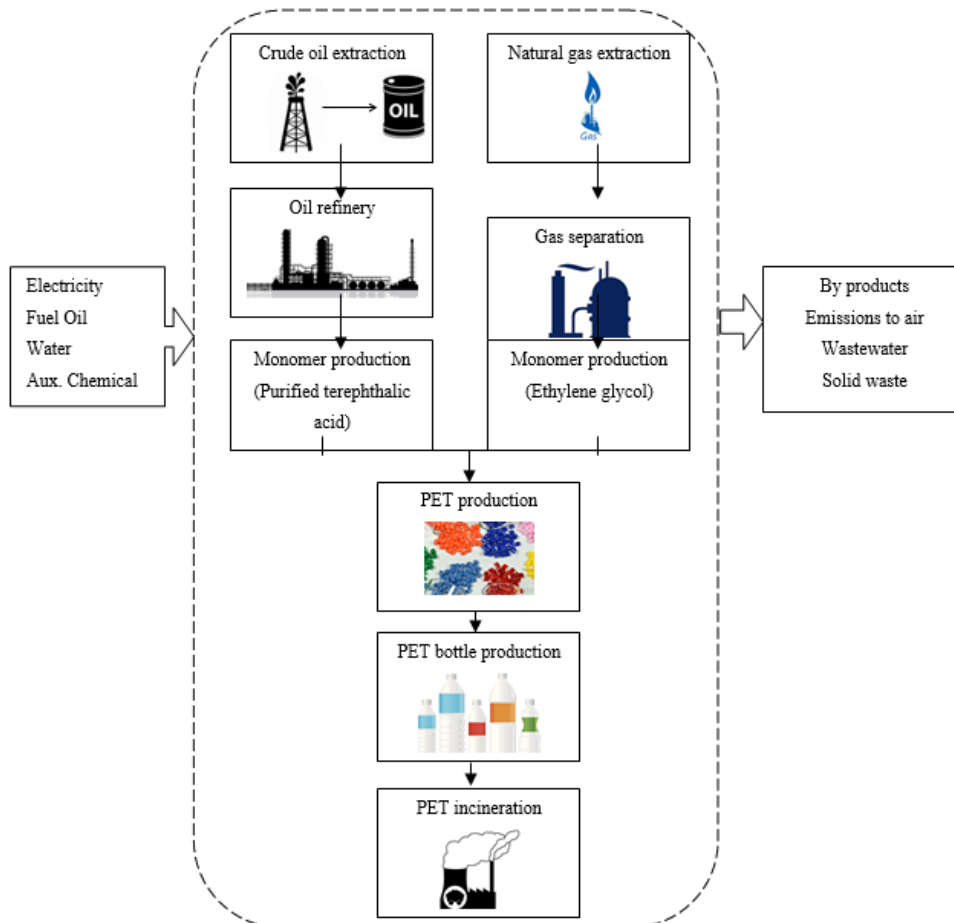 Crude oil extraction
OIL
Natural gas extraction
Gas
Oil refinery
Gas separation
Electricity
Fuel Oil
Water
Aux. Chemical
By products
Emissions to air
Wastewater
Solid waste
Monomer production
(Purified terephthalic
acid)
Monomer production
(Ethylene glycol)
PET production
PET bottle production
PET incineration